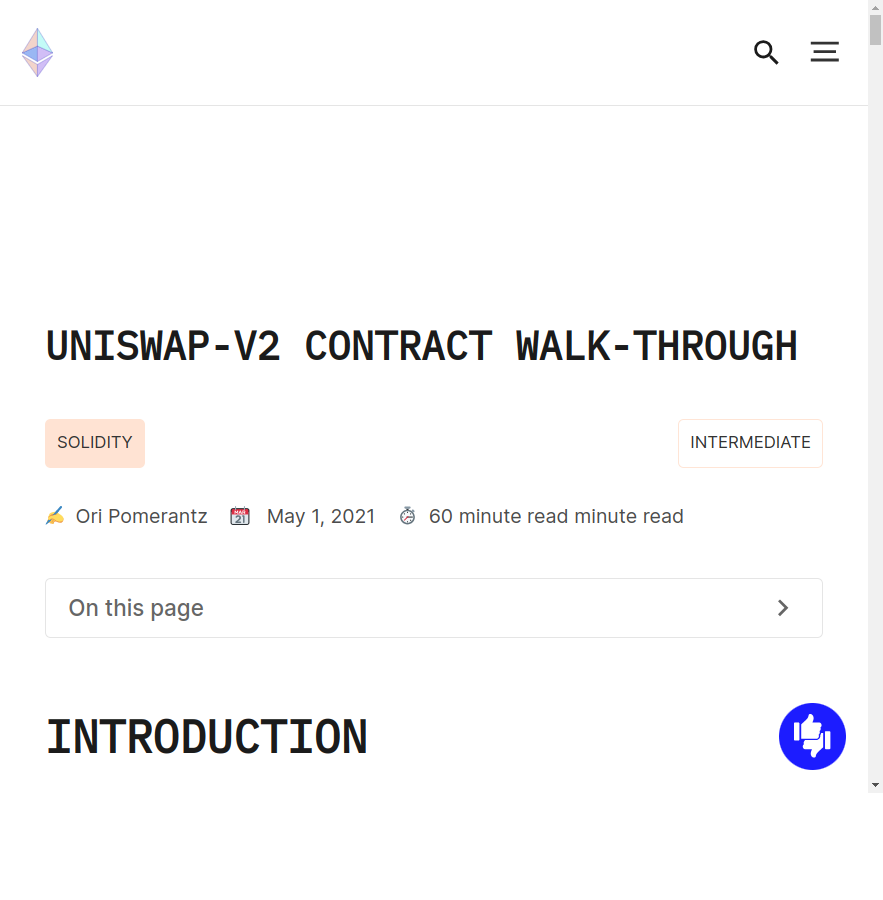 UNISWAP-V2 CONTRACT WALK-THROUGH
SOLIDITY
INTERMEDIATE
Ori Pomerantz May 1, 2021 60 minute read minute read
On this page
INTRODUCTION